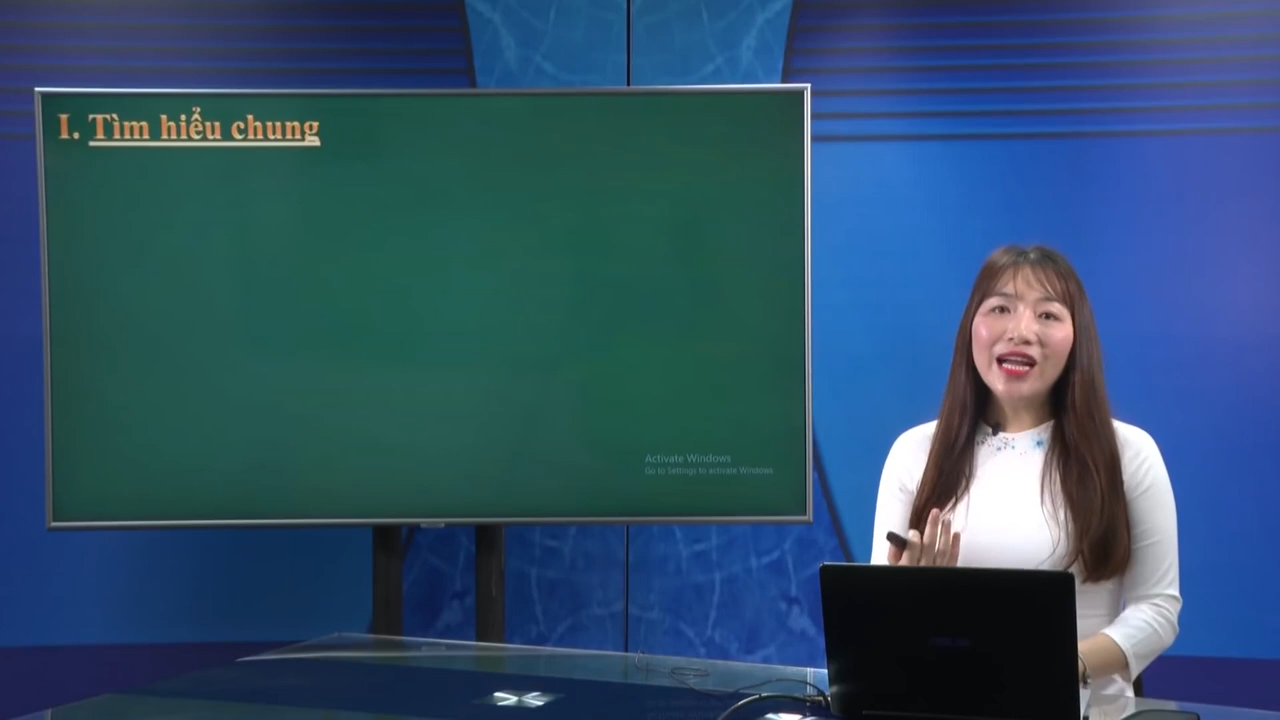 I. Tìm hiểu chung
Activate Windows
Go to Settings to activate Windows.